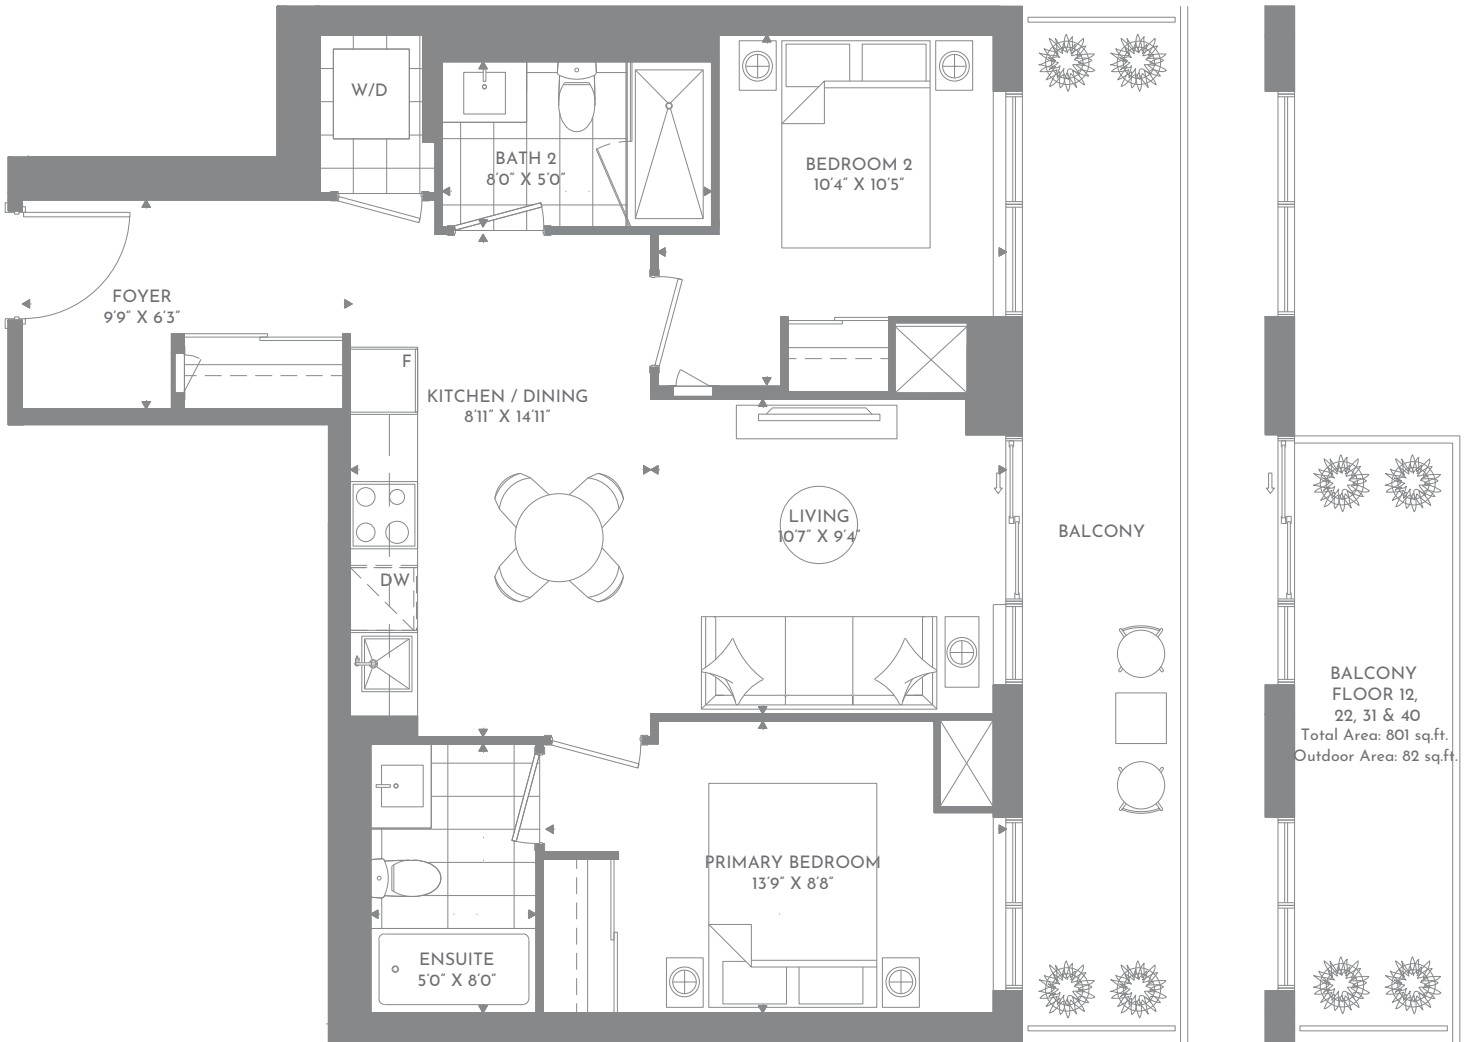 W/D
BATH 2
8'0" X 5'0"
BEDROOM 2
10'4" X 10'5"
FOYER
9'9" X 6'3"
F
KITCHEN / DINING
8'11" X 14'11"
LIVING
10'7" X 9'4"
BALCONY
DW
BALCONY
FLOOR 12,
22, 31 & 40
Total Area: 801 sq.ft.
Outdoor Area: 82 sq.ft.
PRIMARY BEDROOM
13'9" X 8'8"
ENSUITE
5'0" X 8'0"